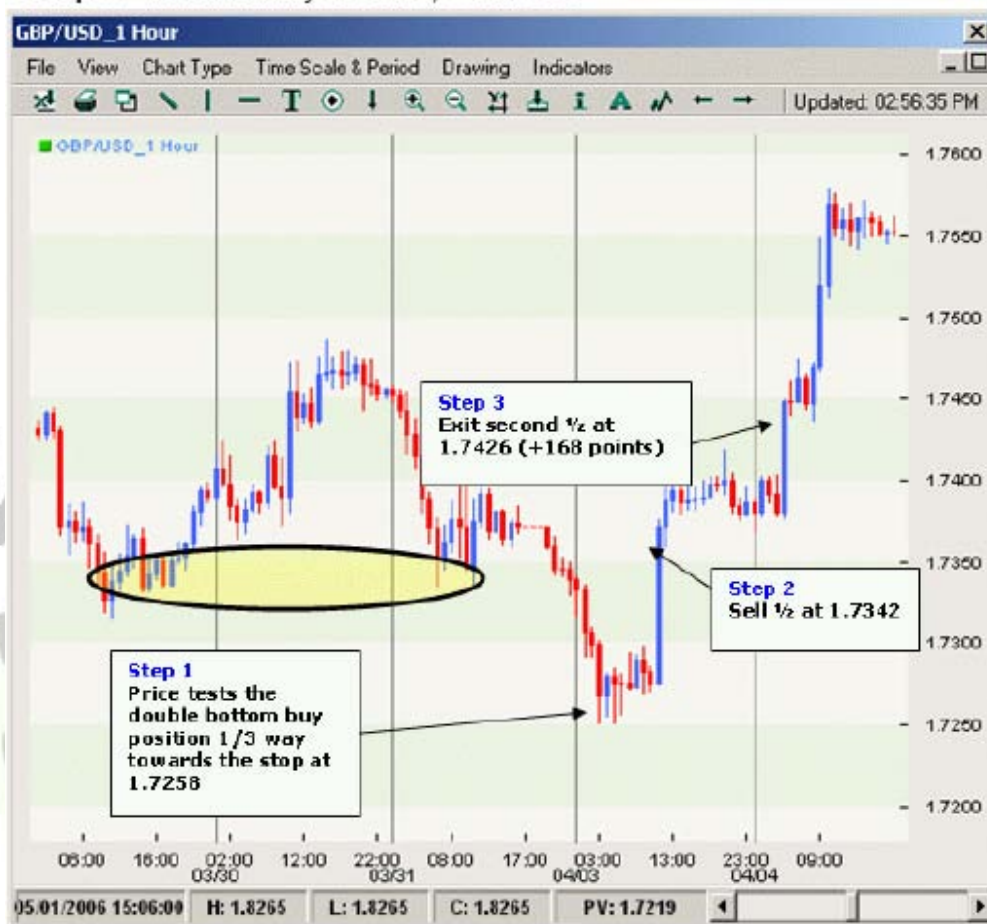 GBP/USD_1 Hour
File View Chart Type Time Scale & Period Drawing Indicators
Updated: 02:56:35 PM
GBP/USD_1 Hour
1.7600
1.7550
1.7500
Step 3
Exit second ½ at
1.7426 (+168 points)
1.7450
1.7400
1.7350
Step 2
Sell ½ at 1.7342
1.7300
Step 1
Price tests the
double bottom buy
position 1/3 way
towards the stop at
1.7258
1.7250
1.7200
06:00 16:00 02:00 12:00 22:00 08:00 17:00 03:00 13:00 23:00 09:00
03/30 03/31 04/03 04/04
05/01/2006 15:06:00 H: 1.8265 L: 1.8265 C: 1.8265 PV: 1.7219